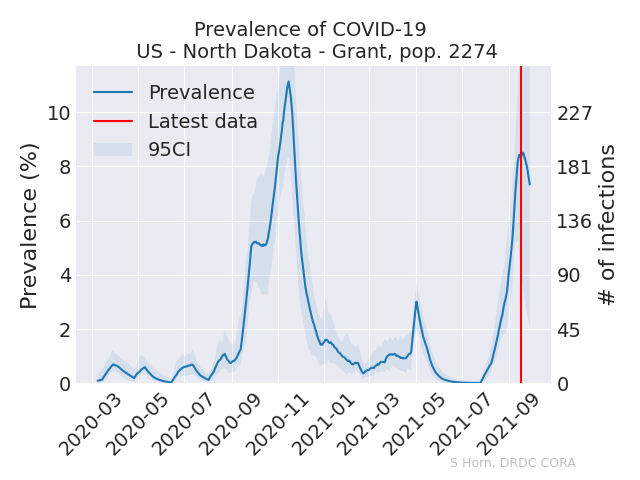 Prevalence of COVID-19
US - North Dakota - Grant, pop. 2274
Prevalence
Latest data
95CI
Prevalence (%)
10
8
6
4
2
0
227
181
136
90
45
0
# of infections
2020-03
2020-05
2020-07
2020-09
2020-11
2021-01
2021-03
2021-05
2021-07
2021-09
S Horn, DRDC CORA